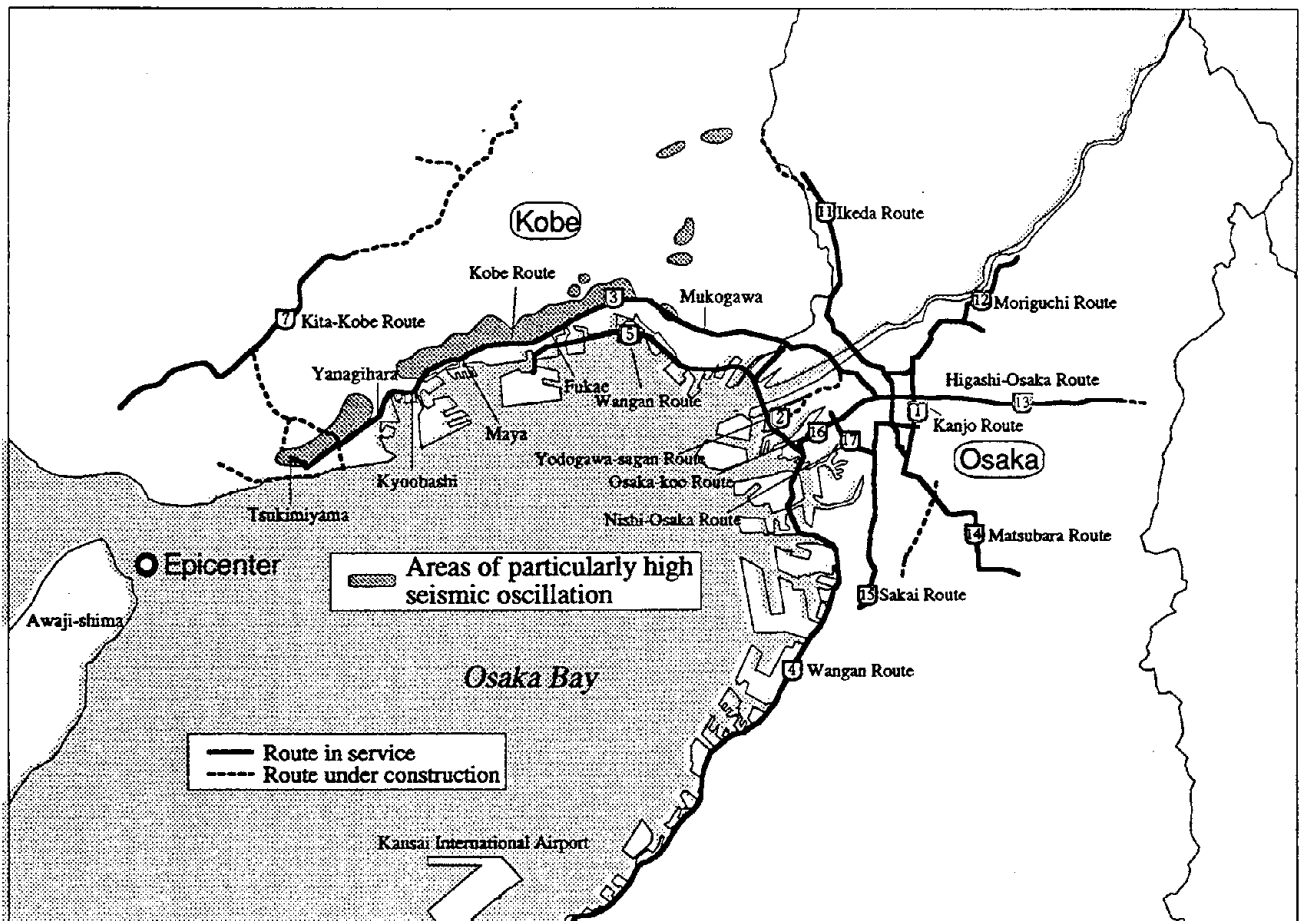 11 Ikeda Route
Kobe
Kobe Route
3
Mukogawa
12 Moriguchi Route
7 Kita-Kobe Route
5
Yanagihara
Fukae
Wangan Route
Higashi-Osaka Route
13
1
Kanjo Route
2
16
17
Maya
Yodogawa-sagan Route
Osaka
Kyoobashi
Osaka-koo Route
Tsukimiyama
Nishi-Osaka Route
14 Matsubara Route
Epicenter
Areas of particularly high
seismic oscillation
15 Sakai Route
Awaji-shima
Osaka Bay
4 Wangan Route
Route in service
Route under construction
Kansai International Airport